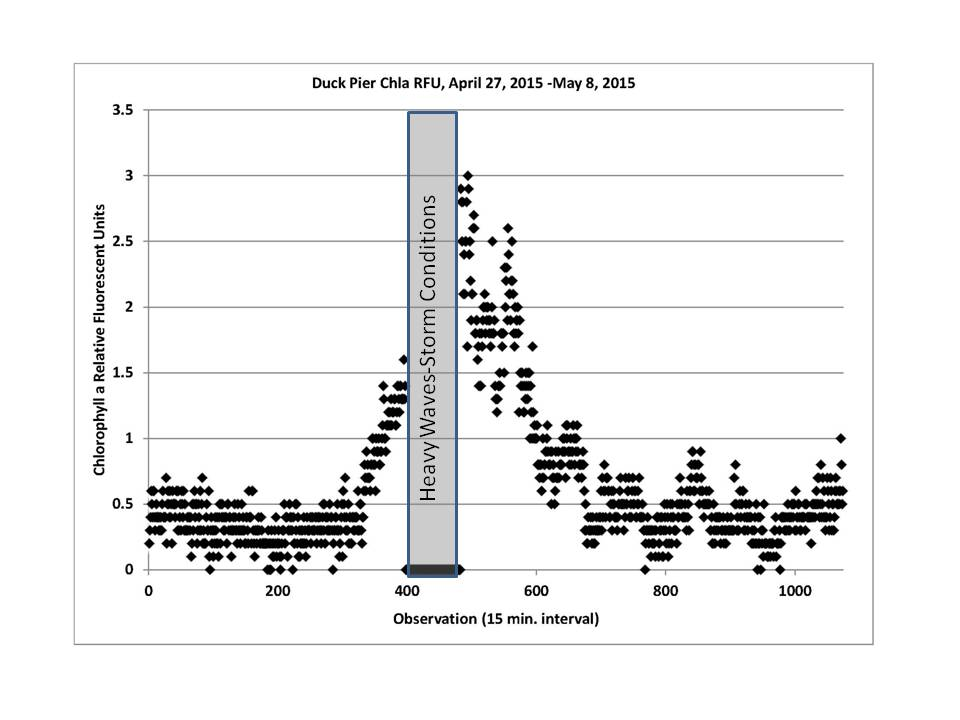 Duck Pier Chla RFU, April 27, 2015 -May 8, 2015
3.5
3
2.5
2
1.5
1
0.5
0
Chlorophyll a Relative Fluorescent Units
Heavy Waves-Storm Conditions
0 200 400 600 800 1000
Observation (15 min. interval)